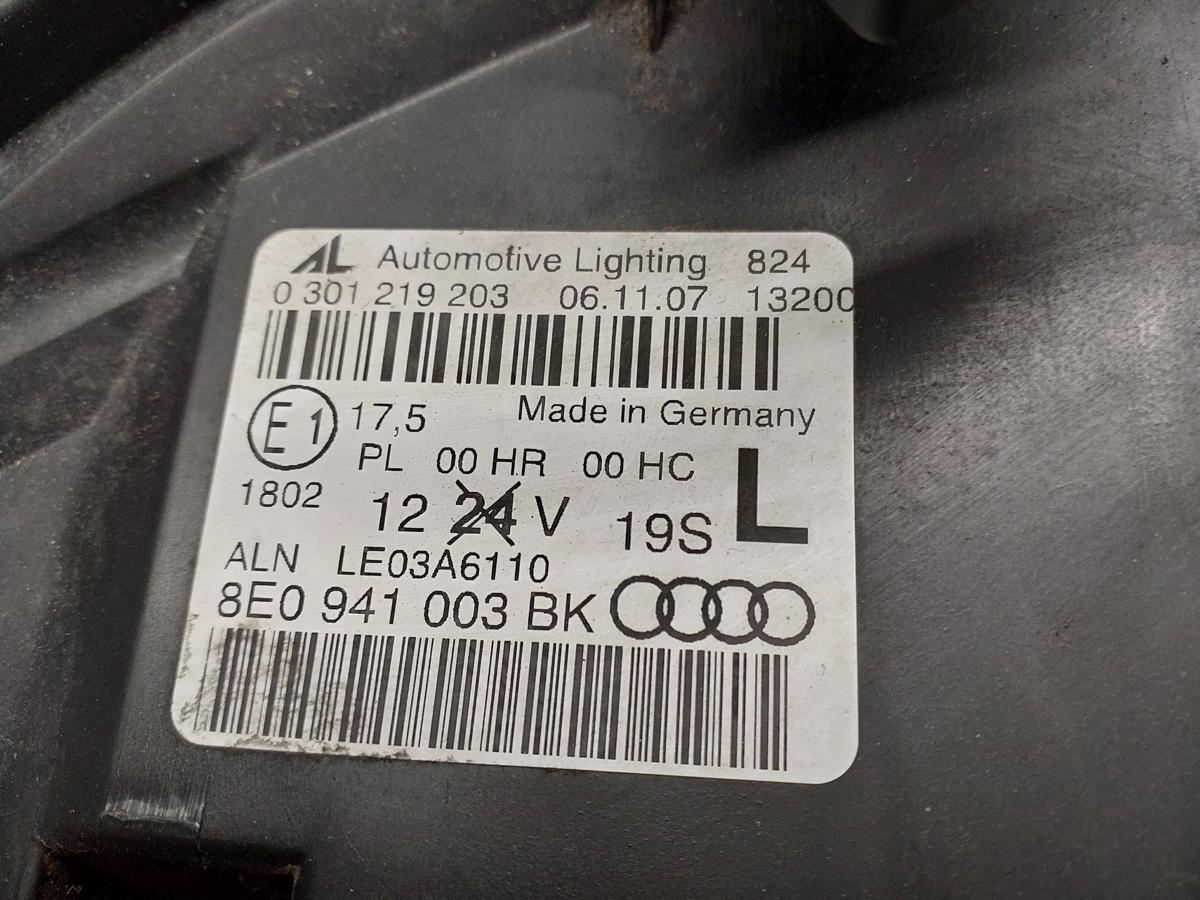 AL Automotive Lighting 824
0 301 219 203 06.11.07 13200
E1 17,5 Made in Germany
PL 00 HR 00 HC
1802 12 24 V 19S L
ALN LE03A6110
8E0 941 003 BK